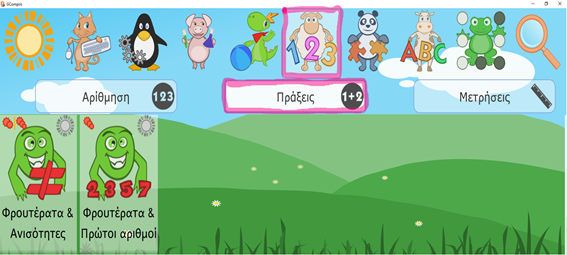 GCompris
123
ABC
Αρίθμηση 123
Πράξεις 1+2
Μετρήσεις
2357
Φρουτέρατα &
Ανισότητες
Φρουτέρατα &
Πρώτοι αριθμοί